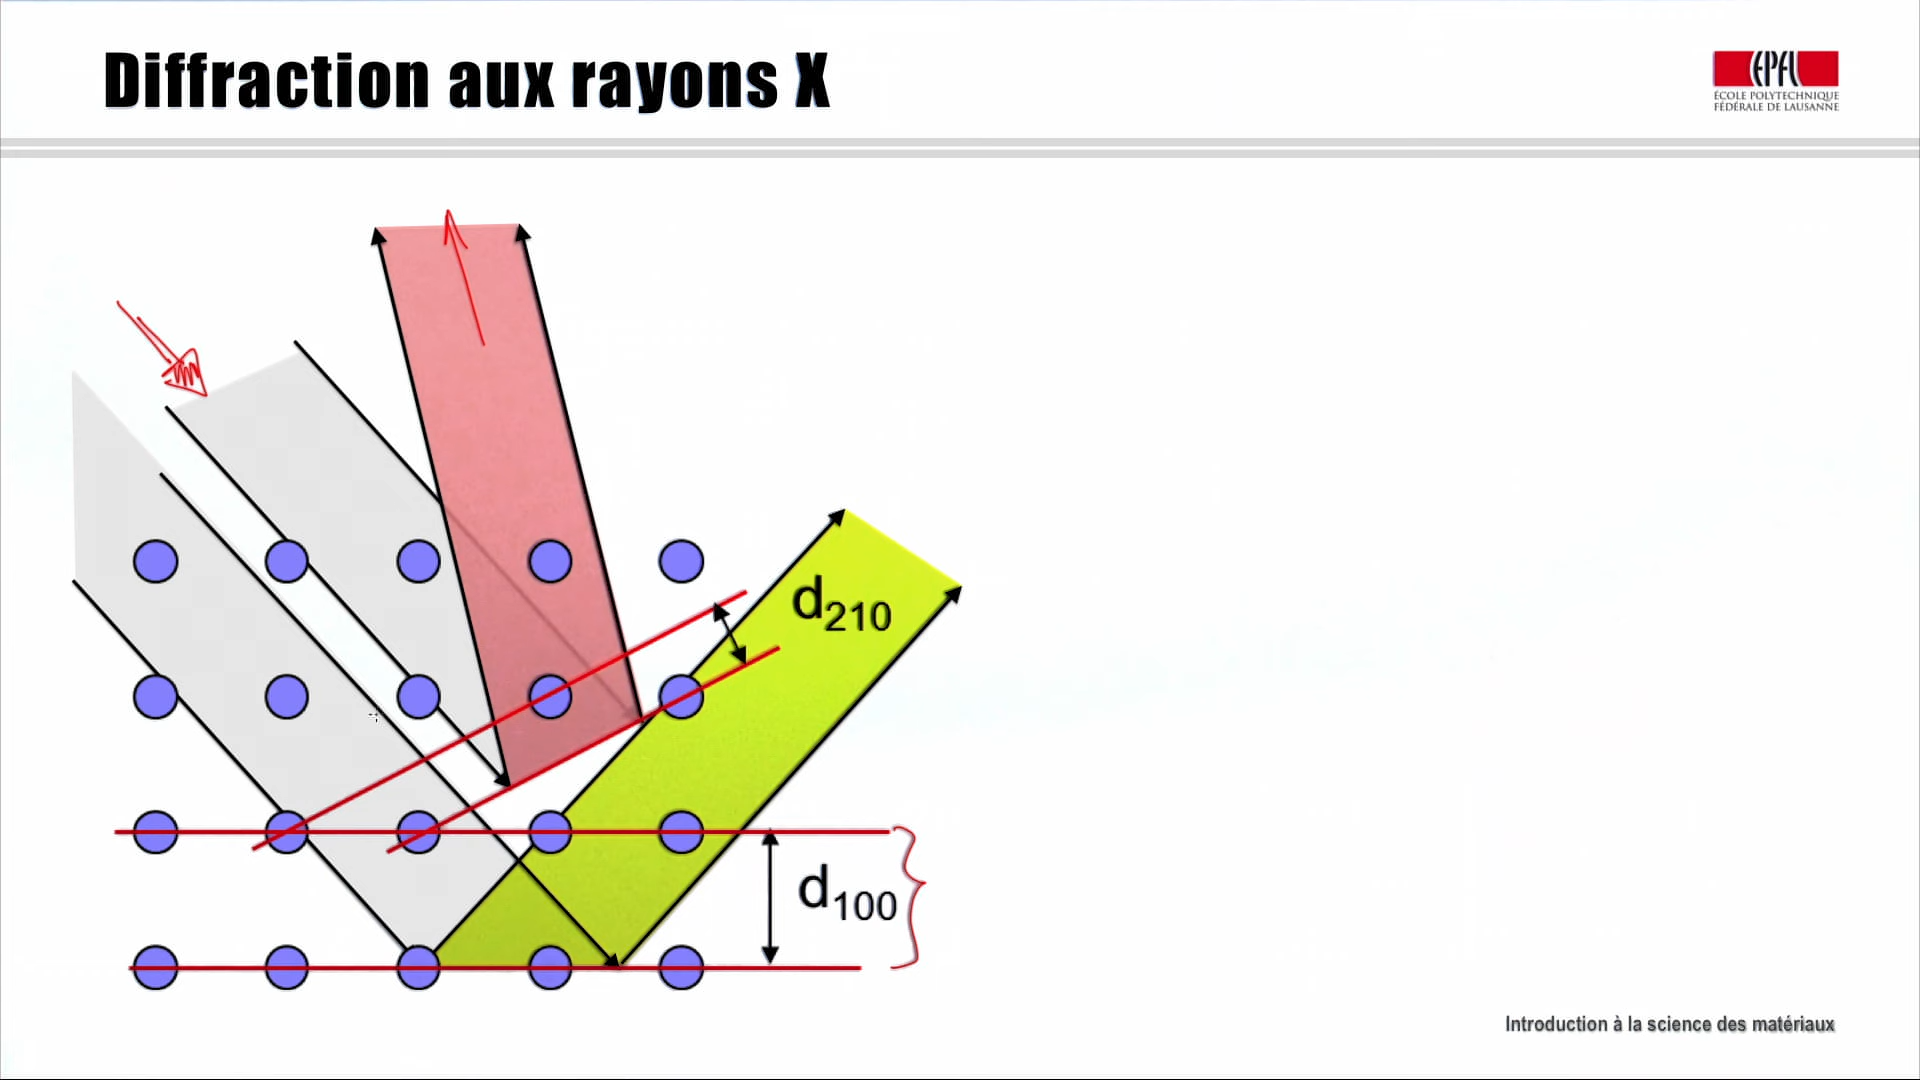 Diffraction aux rayons X
EPFL
ÉCOLE POLYTECHNIQUE
FÉDÉRALE DE LAUSANNE
d210
d100
Introduction à la science des matériaux